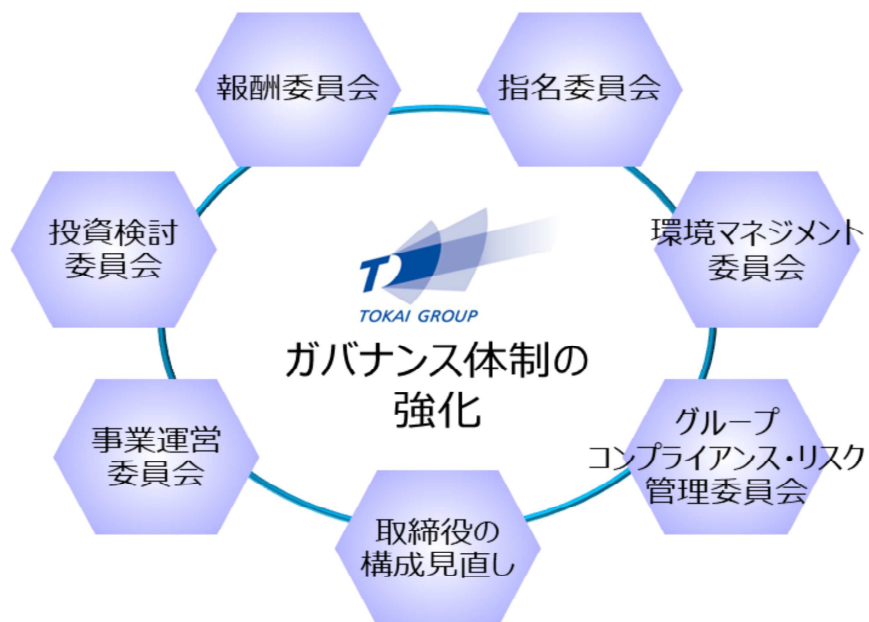 報酬委員会
指名委員会
投資検討
委員会
環境マネジメント
委員会
TOKAI GROUP
ガバナンス体制の
強化
事業運営
委員会
グループ
コンプライアンス・リスク
管理委員会
取締役の
構成見直し